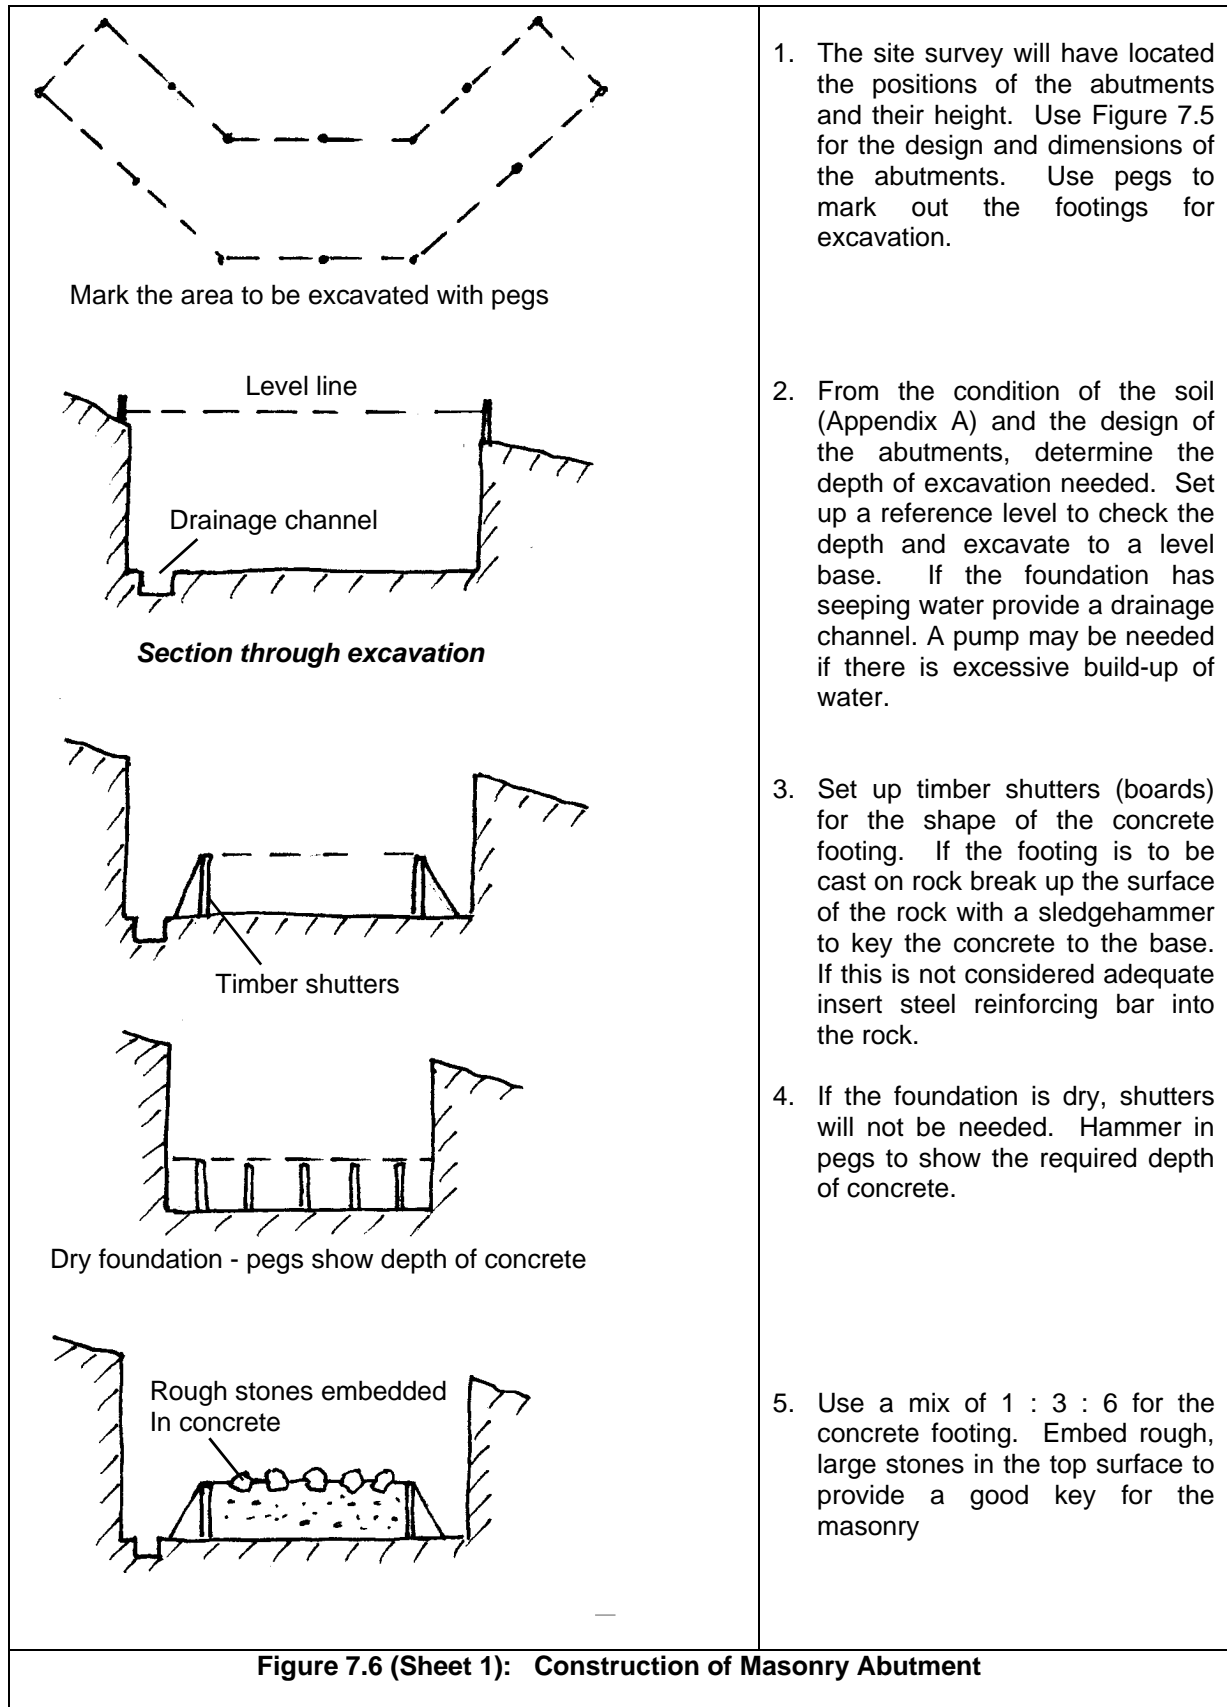 Mark the area to be excavated with pegs
1. The site survey will have located
the positions of the abutments
and their height. Use Figure 7.5
for the design and dimensions of
the abutments. Use pegs to
mark out the footings for
excavation.
Level line
Drainage channel
Section through excavation
2. From the condition of the soil
(Appendix A) and the design of
the abutments, determine the
depth of excavation needed. Set
up a reference level to check the
depth and excavate to a level
base. If the foundation has
seeping water provide a drainage
channel. A pump may be needed
if there is excessive build-up of
water.
Timber shutters
3. Set up timber shutters (boards)
for the shape of the concrete
footing. If the footing is to be
cast on rock break up the surface
of the rock with a sledgehammer
to key the concrete to the base.
If this is not considered adequate
insert steel reinforcing bar into
the rock.
Dry foundation - pegs show depth of concrete
4. If the foundation is dry, shutters
will not be needed. Hammer in
pegs to show the required depth
of concrete.
Rough stones embedded
In concrete
5. Use a mix of 1 : 3 : 6 for the
concrete footing. Embed rough,
large stones in the top surface to
provide a good key for the
masonry
Figure 7.6 (Sheet 1): Construction of Masonry Abutment